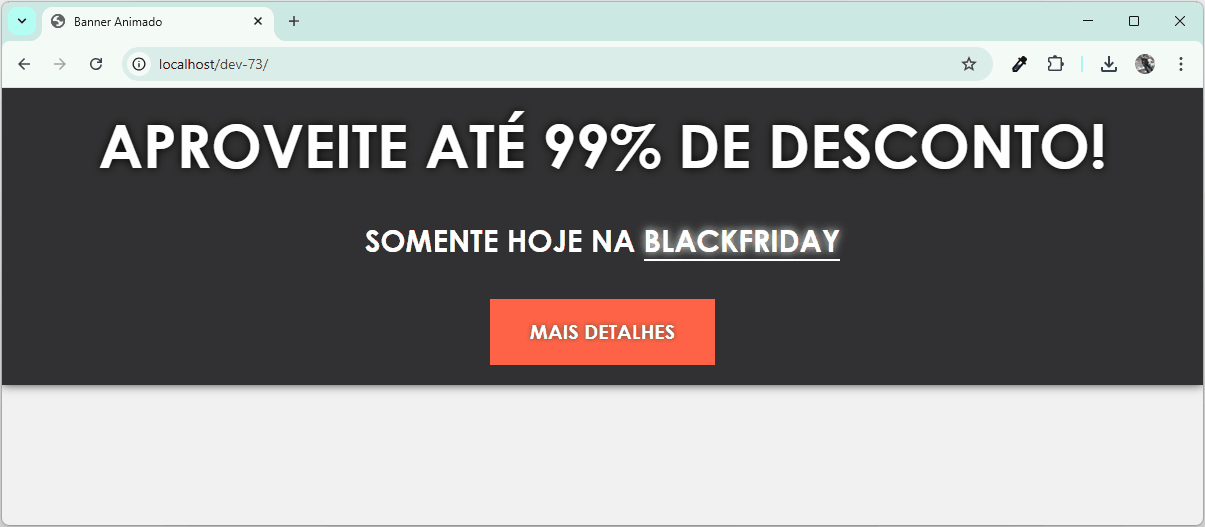 Banner Animado
localhost/dev-73/
APROVEITE ATÉ 99% DE DESCONTO!
SOMENTE HOJE NA BLACKFRIDAY
MAIS DETALHES